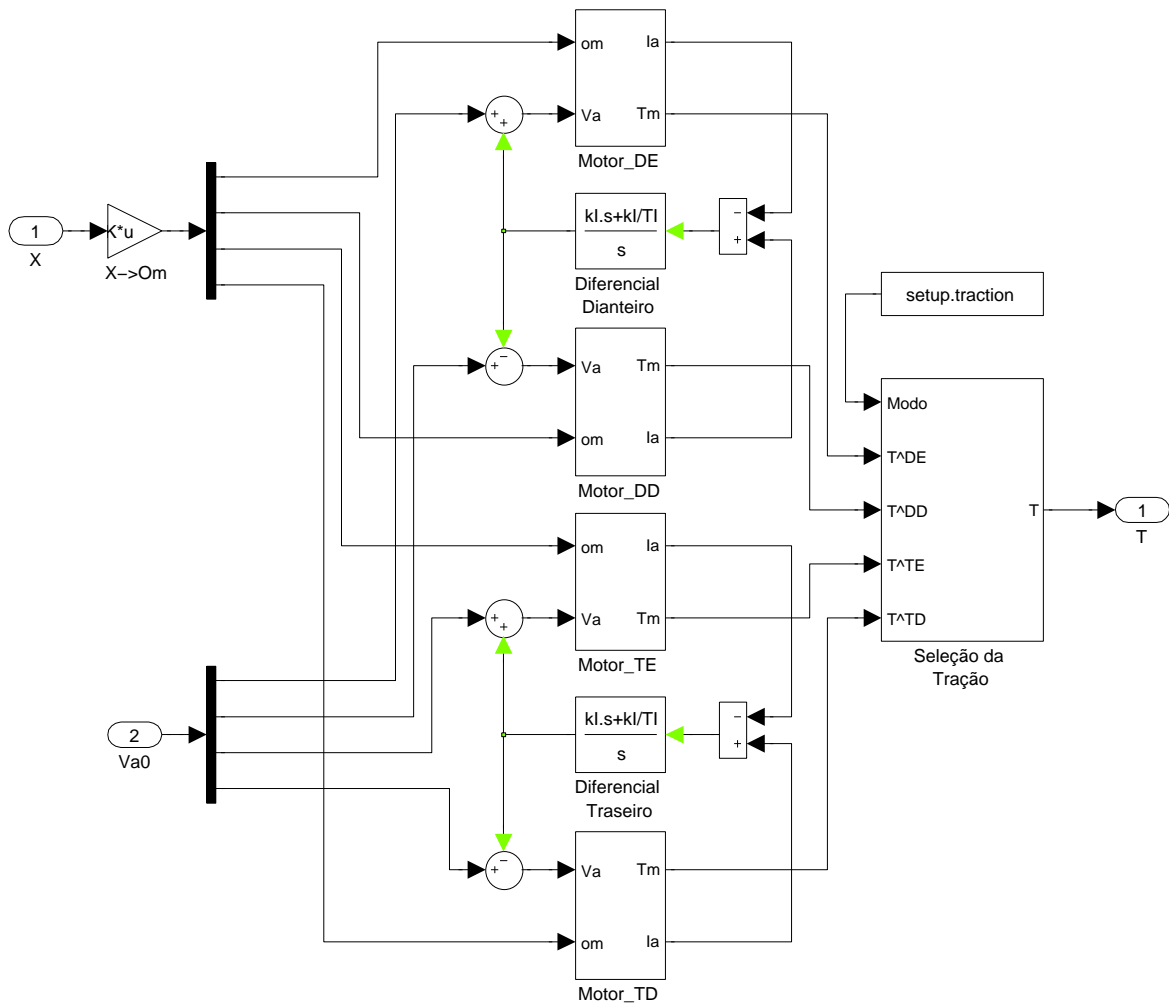 om
Ia
Va
Tm
+
+
Motor_DE
1
X
K*u
X−>Om
kI.s+kI/TI
s
−
+
Diferencial
Dianteiro
setup.traction
−
+
Va
Tm
om
Ia
Motor_DD
Modo
T^DE
T^DD
T^TE
T^TD
T
Seleção da
Tração
1
T
om
Ia
Va
Tm
+
+
Motor_TE
2
Va0
kI.s+kI/TI
s
−
+
Diferencial
Traseiro
−
+
Va
Tm
om
Ia
Motor_TD